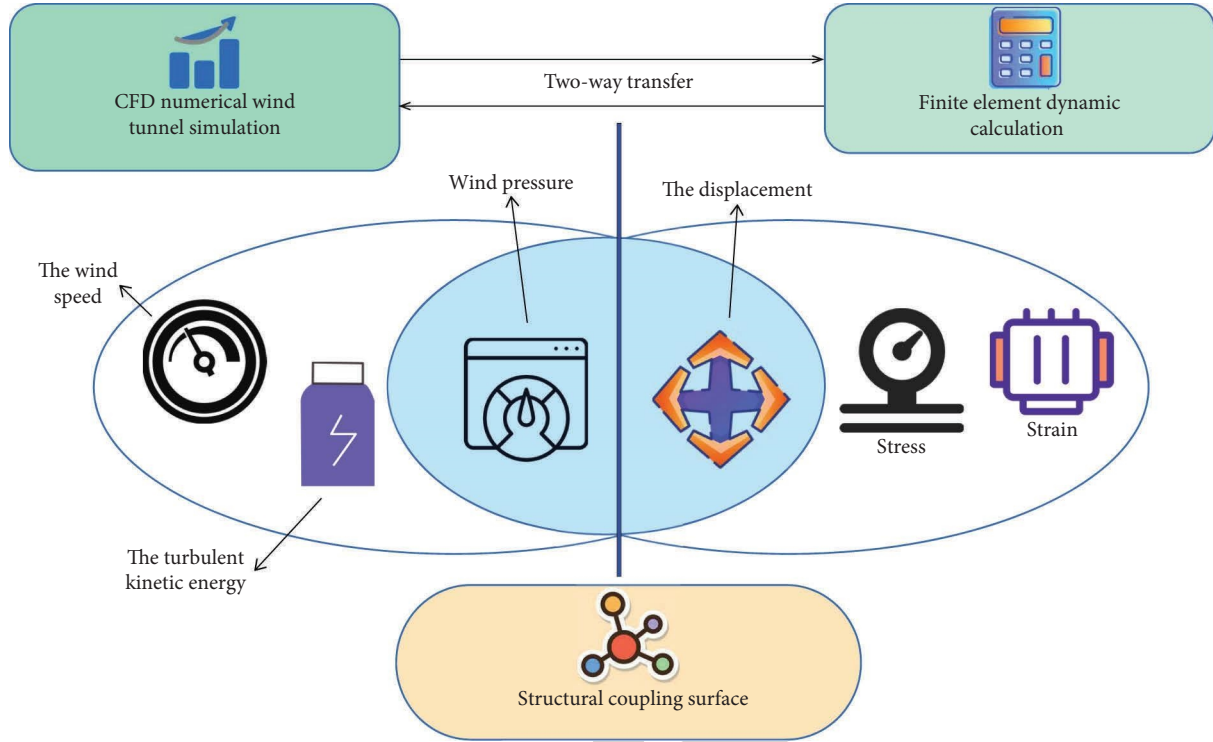 CFD numerical wind
tunnel simulation
Two-way transfer
Finite element dynamic
calculation
Wind pressure
The displacement
The wind
speed
Stress
Strain
The turbulent
kinetic energy
Structural coupling surface